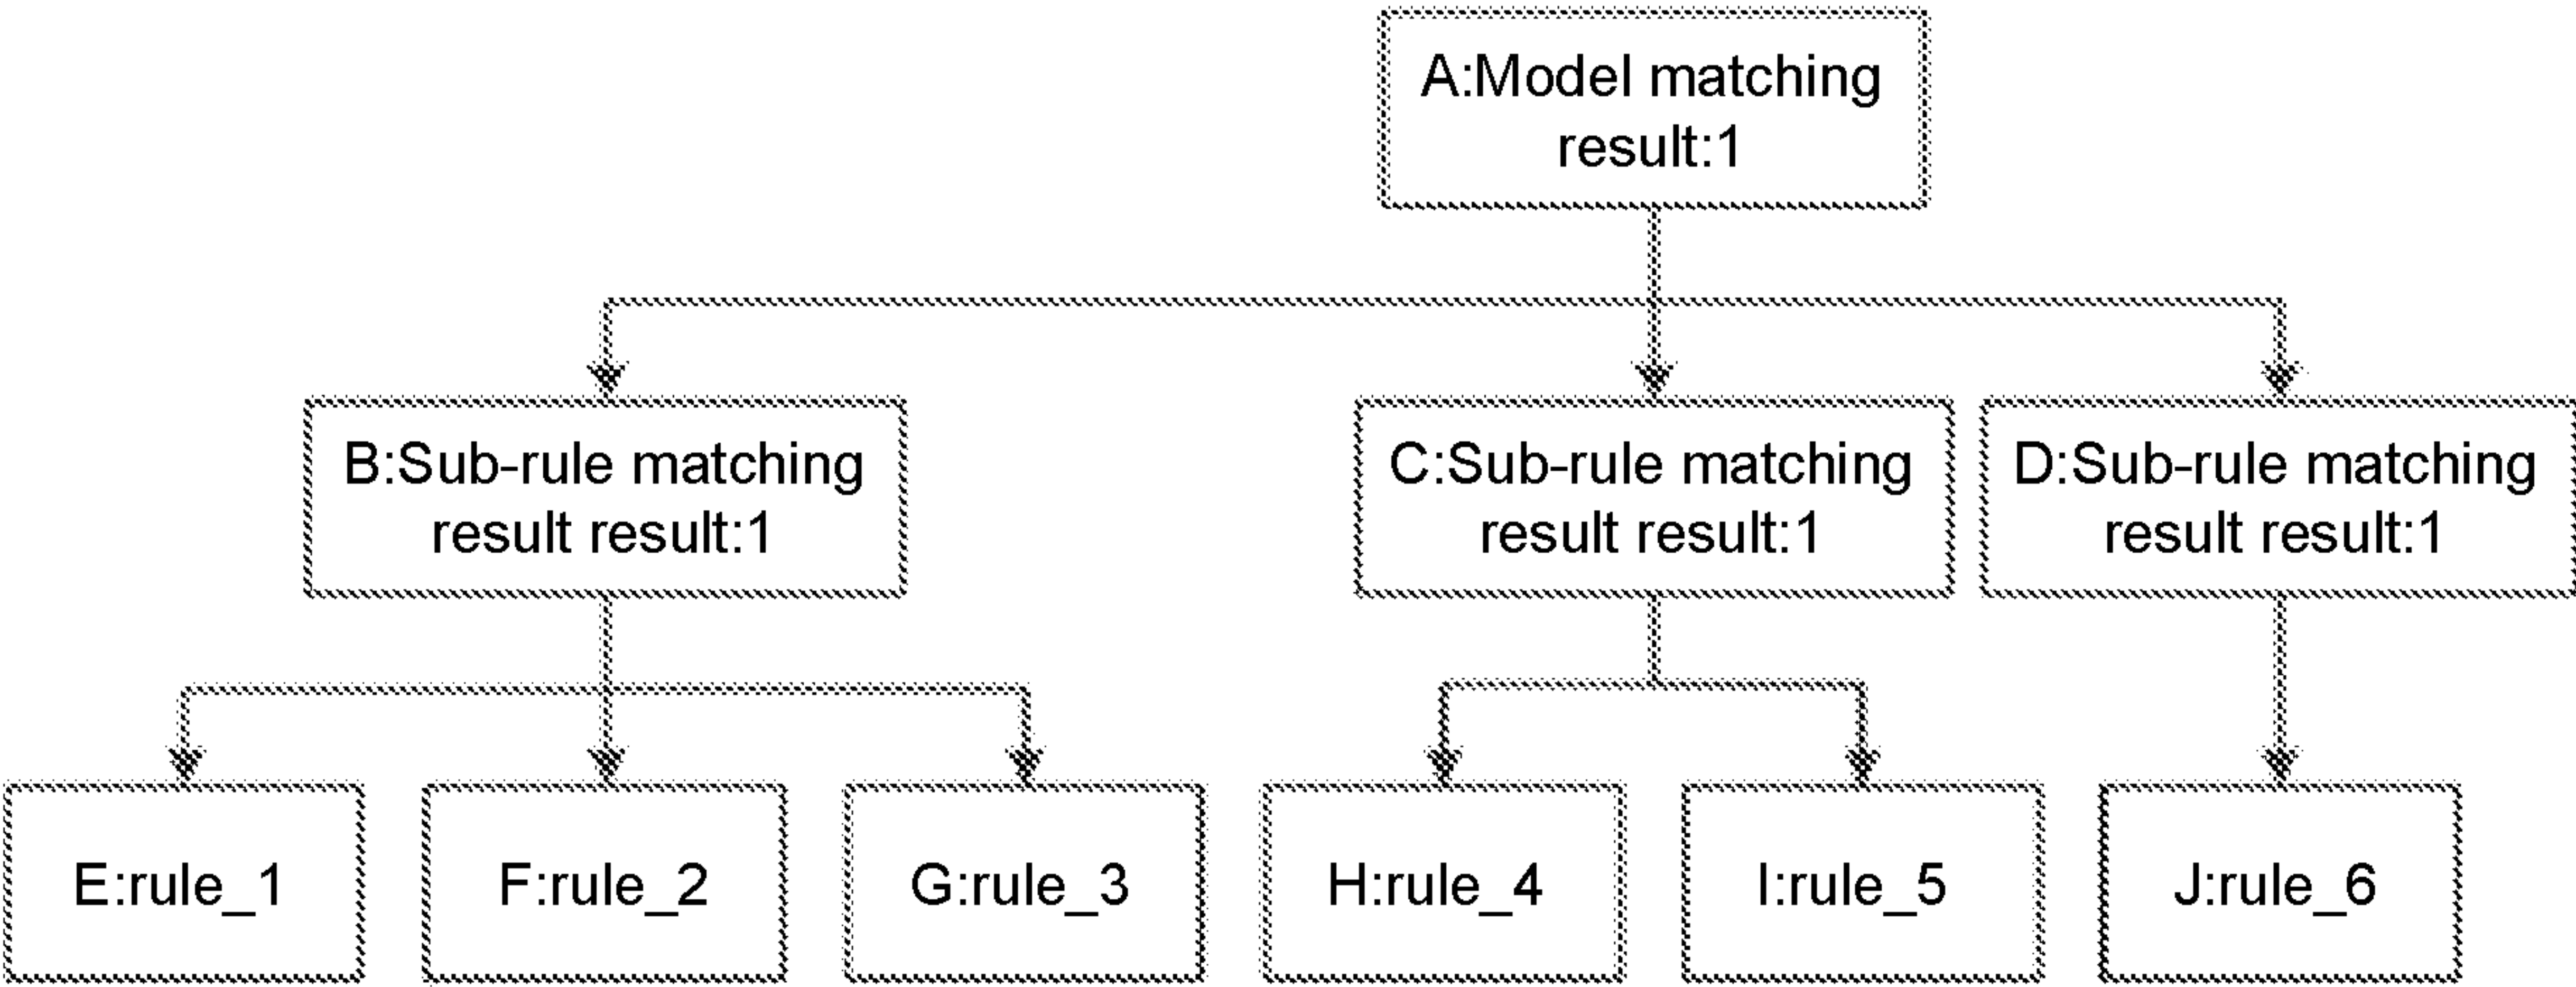 A:Model matching
result:1
B:Sub-rule matching
result result:1
C:Sub-rule matching
result result:1
D:Sub-rule matching
result result:1
E:rule_1
F:rule_2
G:rule_3
H:rule_4
I:rule_5
J:rule_6